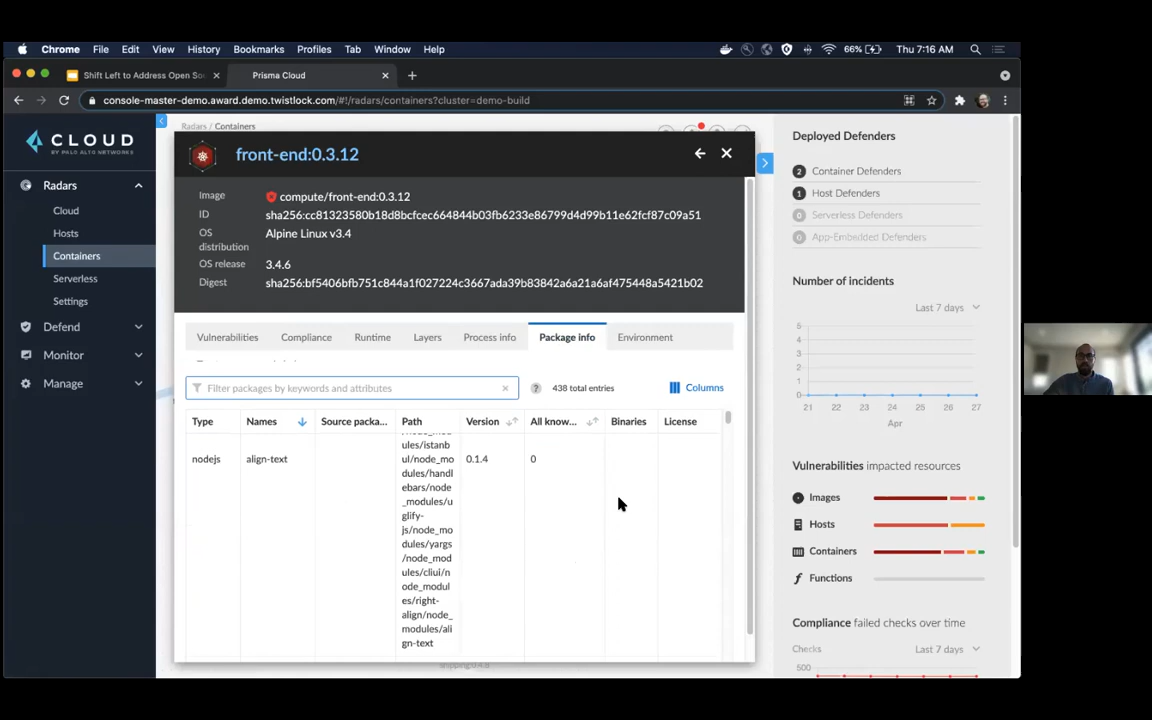 Chrome File Edit View History Bookmarks Profiles Tab Window Help 66% Thu 7:16 AM
Shift Left to Address Open So
Prisma Cloud
console-master-demo.award.demo.twistlock.com/#!/radars/containers?cluster=demo-build
CLOUD
BY PALO ALTO NETWORKS
Radars
Cloud
Hosts
Containers
Serverless
Settings
Defend
Monitor
Manage
Radars / Containers
front-end:0.3.12
Image compute/front-end:0.3.12
ID sha256:cc81323580b18d8bcfcec664844b03fb6233e86799d4d99b11e62fcf87c09a51
OS distribution Alpine Linux v3.4
OS release 3.4.6
Digest sha256:bf5406bfb751c844a1f027224c3667ada39b83842a6a21a6af475448a5421b02
Vulnerabilities Compliance Runtime Layers Process info Package info Environment
Filter packages by keywords and attributes
438 total entries
Columns
Type Names Source packa... Path Version All know... Binaries License
nodejs align-text 0.1.4 0
/node_mod
ules/istanb
ul/node_mo
dules/handl
ebars/node
_modules/u
glify-
js/node_mo
dules/yargs
/node_mod
ules/cliui/n
ode_modul
es/right-
align/node_
modules/ali
gn-text
Deployed Defenders
2 Container Defenders
1 Host Defenders
0 Serverless Defenders
0 App-Embedded Defenders
Number of incidents
Last 7 days
5
4
3
2
1
0
21 22 23 24 25 26 27
Apr
Vulnerabilities impacted resources
Images
Hosts
Containers
Functions
Compliance failed checks over time
Checks Last 7 days
500